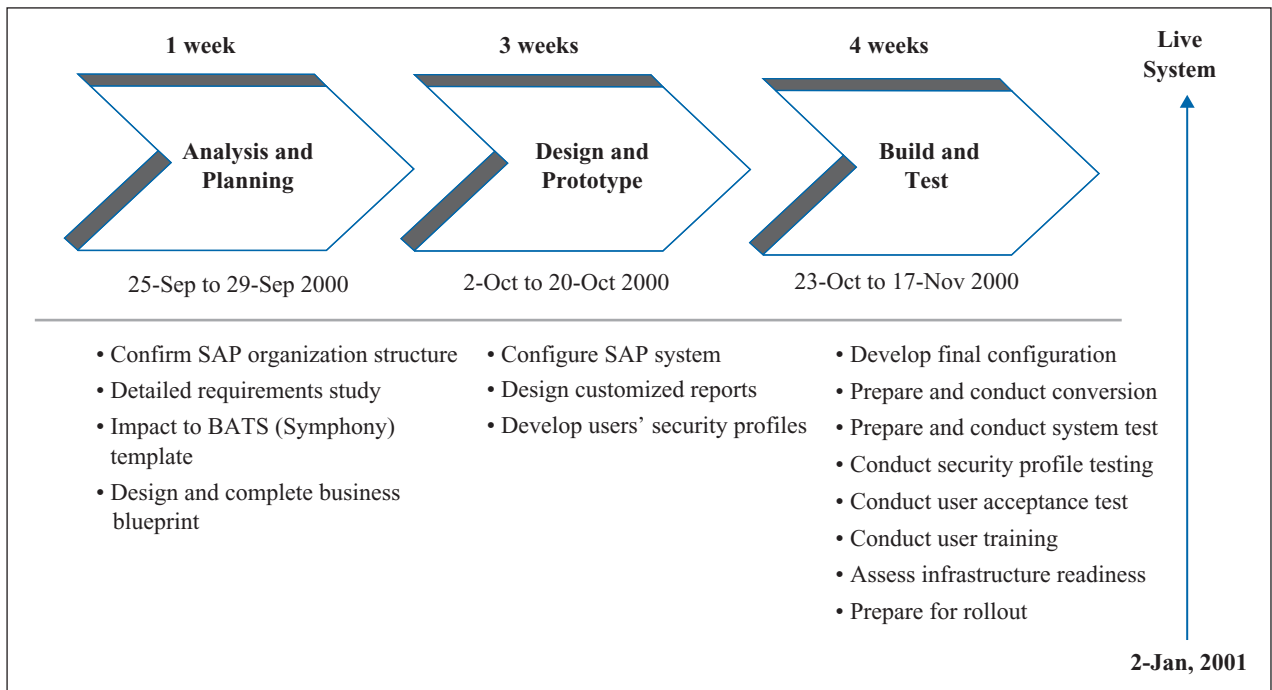 1 week
3 weeks
4 weeks
Live
System
Analysis and
Planning
Design and
Prototype
Build and
Test
25-Sep to 29-Sep 2000
2-Oct to 20-Oct 2000
23-Oct to 17-Nov 2000
• Confirm SAP organization structure
• Detailed requirements study
• Impact to BATS (Symphony)
template
• Design and complete business
blueprint
• Configure SAP system
• Design customized reports
• Develop users’ security profiles
• Develop final configuration
• Prepare and conduct conversion
• Prepare and conduct system test
• Conduct security profile testing
• Conduct user acceptance test
• Conduct user training
• Assess infrastructure readiness
• Prepare for rollout
2-Jan, 2001